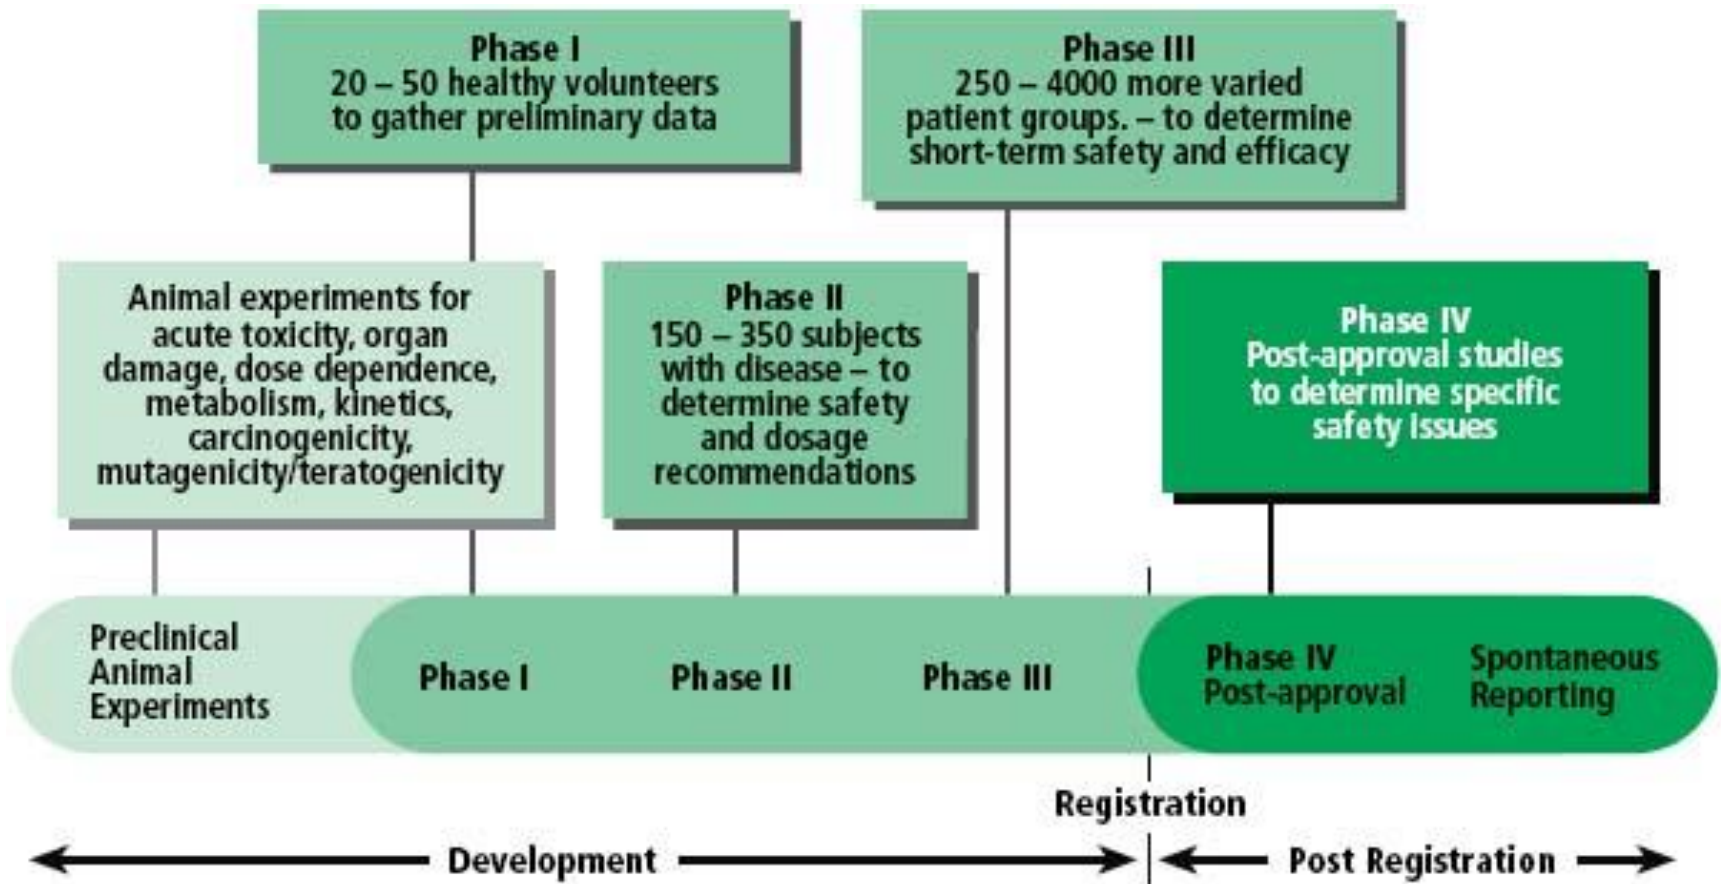 Phase I
20 – 50 healthy volunteers
to gather preliminary data
Phase III
250 – 4000 more varied
patient groups. – to determine
short-term safety and efficacy
Animal experiments for
acute toxicity, organ
damage, dose dependence,
metabolism, kinetics,
carcinogenicity,
mutagenicity/teratogenicity
Phase II
150 – 350 subjects
with disease – to
determine safety
and dosage
recommendations
Phase IV
Post-approval studies
to determine specific
safety issues
Preclinical
Animal
Experiments
Phase I
Phase II
Phase III
Phase IV
Post-approval
Spontaneous
Reporting
Registration
Development
Post Registration